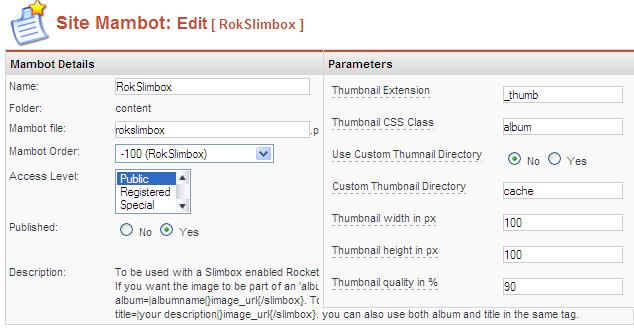 Site Mambot: Edit [ RokSlimbox ]
Mambot Details
Name: RokSlimbox
Folder: content
Mambot file: rokslimbox .p
Mambot Order: -100 (RokSlimbox)
Access Level: Public
Registered
Special
Published: No Yes
Description: To be used with a Slimbox enabled Rocket
If you want the image to be part of an 'albu
album=|albumname|}image_url{/slimbox}. To
title=|your description|}image_url{/slimbox}. you can also use both album and title in the same tag.
Parameters
Thumbnail Extension _thumb
Thumbnail CSS Class album
Use Custom Thumnail Directory No Yes
Custom Thumbnail Directory cache
Thumbnail width in px 100
Thumbnail height in px 100
Thumbnail quality in % 90